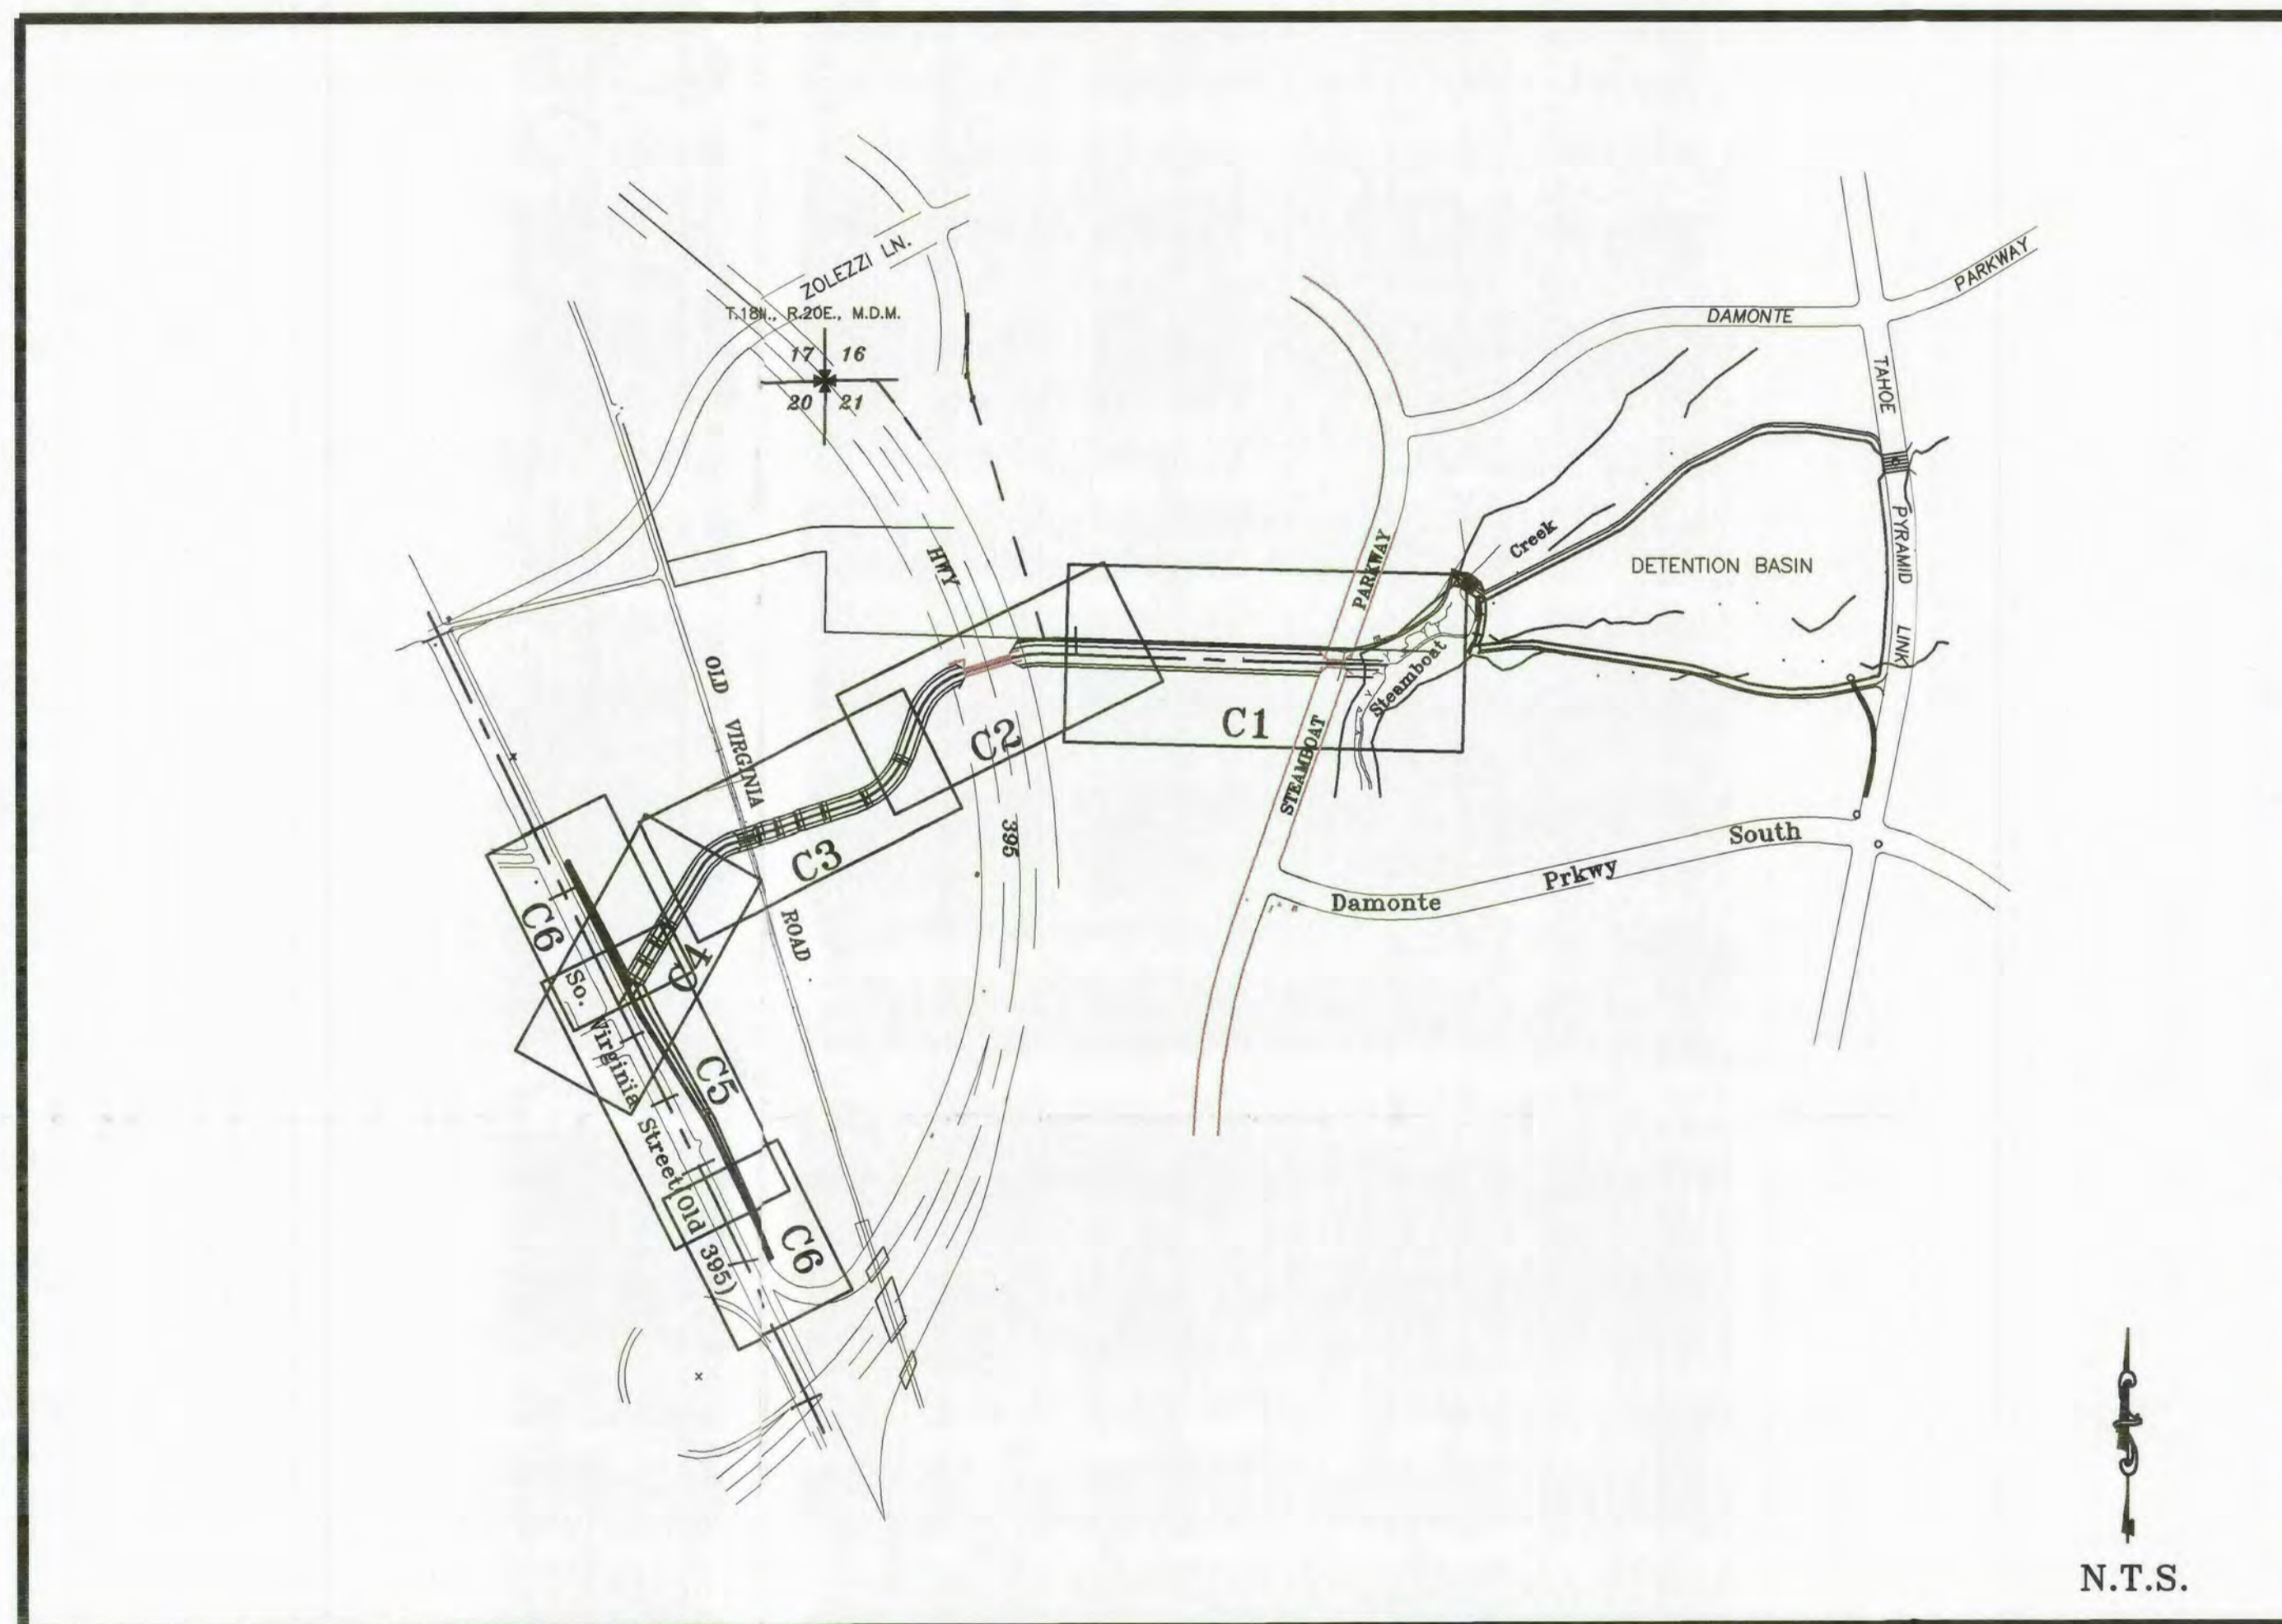 ZOLEZZI LN.
T.18N., R.20E., M.D.M.
17 16
20 21
PARKWAY
DAMONTE
TAHOE
PYRAMID
LINK
HWY
395
PARKWAY
STEAMBOAT
Creek
Steamboat
DETENTION BASIN
OLD VIRGINIA ROAD
C1
C2
C3
C4
C5
C6
C6
So. Virginia Street (Old 395)
Damonte Prkwy South
N.T.S.